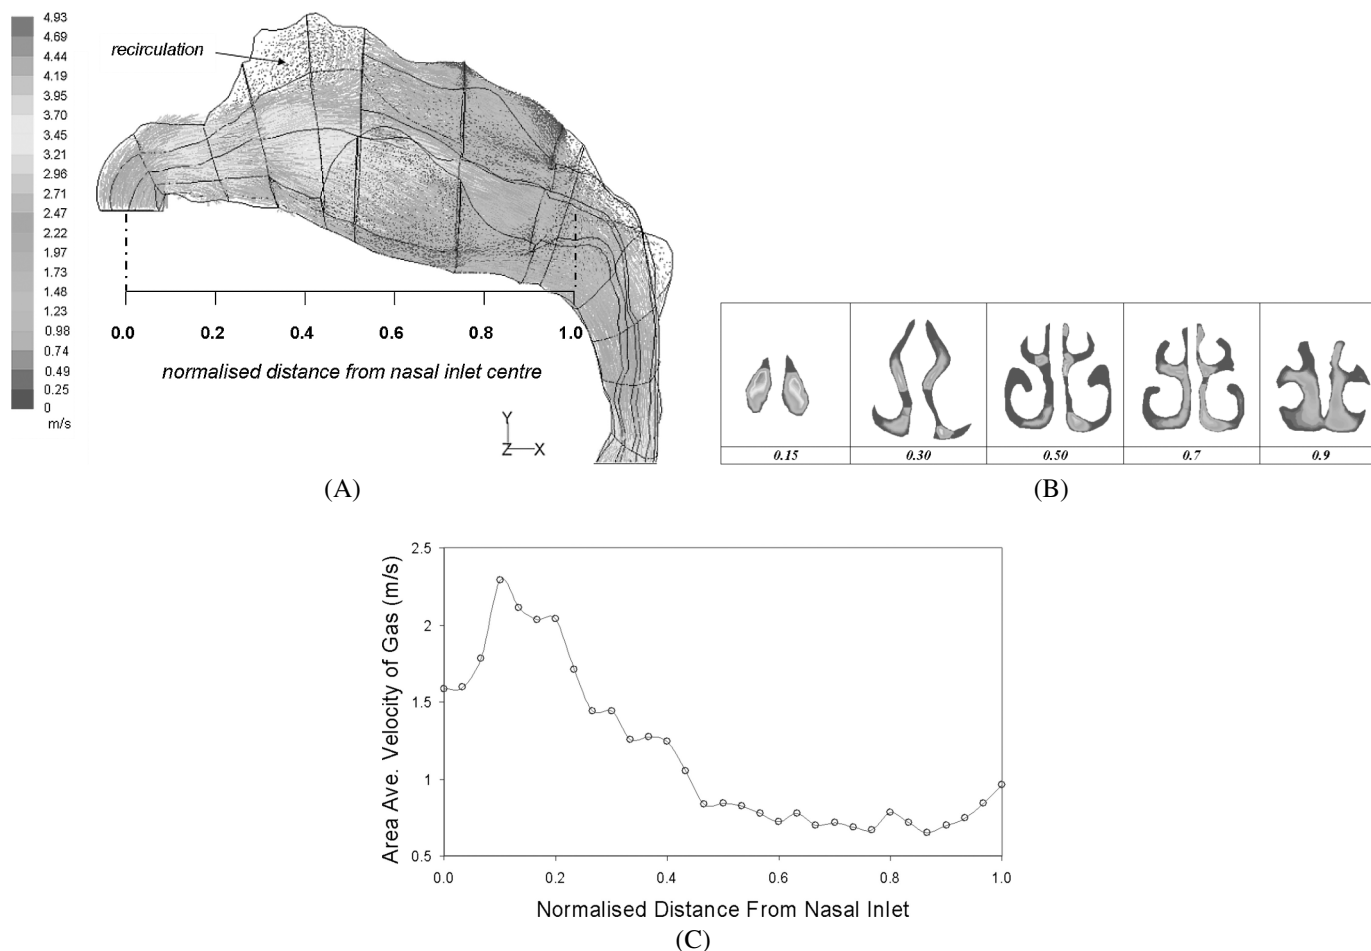 4.93
4.69
4.44
4.19
3.95
3.70
3.45
3.21
2.96
2.71
2.47
2.22
1.97
1.73
1.48
1.23
0.98
0.74
0.49
0.25
0
m/s
recirculation
0.0 0.2 0.4 0.6 0.8 1.0
normalised distance from nasal inlet centre
Y
Z X
(A)
0.15 0.30 0.50 0.7 0.9
(B)
Area Ave. Velocity of Gas (m/s)
2.5
2
1.5
1
0.5
0.0 0.2 0.4 0.6 0.8 1.0
Normalised Distance From Nasal Inlet
(C)